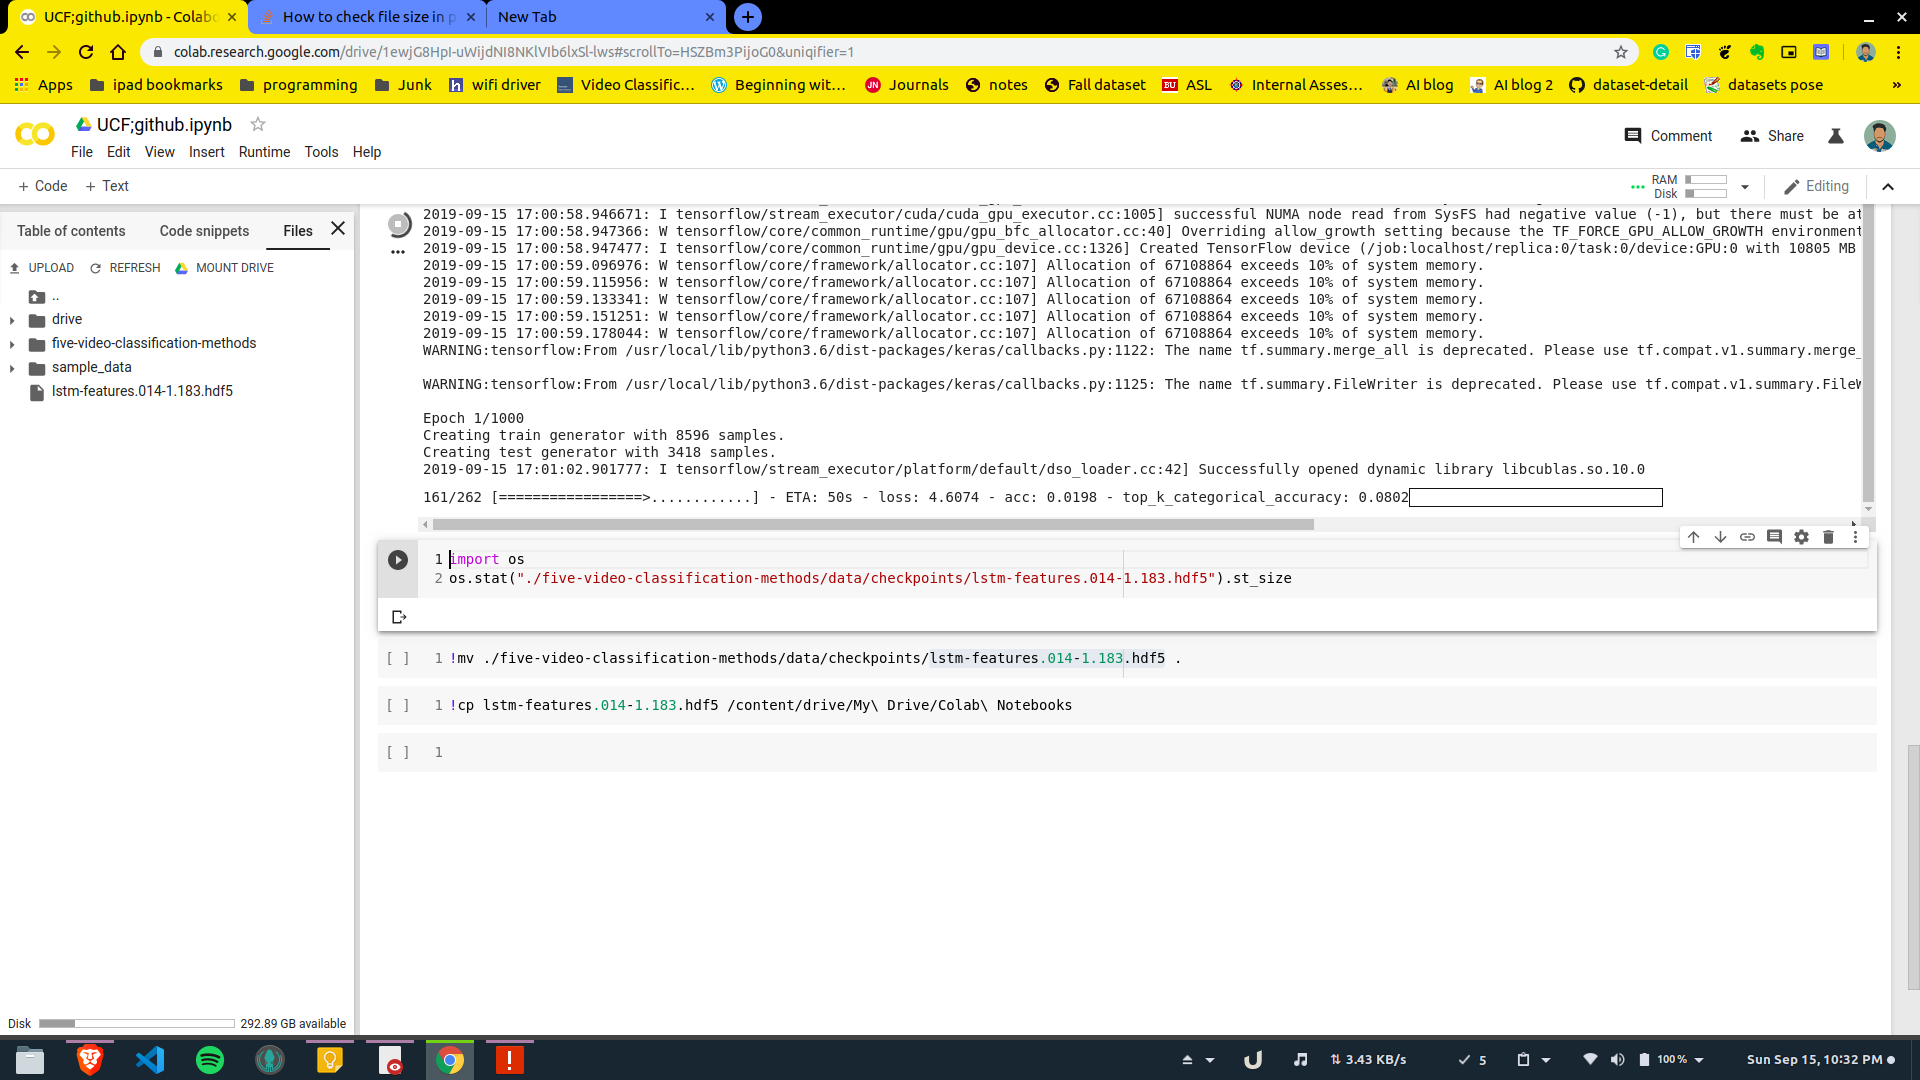 UCF;github.ipynb - Colab
How to check file size in p
New Tab
colab.research.google.com/drive/1ewjG8HpI-uWijdNI8NKlVIb6lxSl-lws#scrollTo=HSZBm3PijoG0&uniqifier=1
Apps ipad bookmarks programming Junk wifi driver Video Classific... Beginning wit... Journals notes Fall dataset ASL Internal Asses... AI blog AI blog 2 dataset-detail datasets pose »
UCF;github.ipynb
Comment Share
File Edit View Insert Runtime Tools Help
+ Code + Text
RAM
Disk
Editing
Table of contents Code snippets Files
UPLOAD REFRESH MOUNT DRIVE
..
drive
five-video-classification-methods
sample_data
lstm-features.014-1.183.hdf5
Disk 292.89 GB available
2019-09-15 17:00:58.946671: I tensorflow/stream_executor/cuda/cuda_gpu_executor.cc:1005] successful NUMA node read from SysFS had negative value (-1), but there must be at
2019-09-15 17:00:58.947366: W tensorflow/core/common_runtime/gpu/gpu_bfc_allocator.cc:40] Overriding allow_growth setting because the TF_FORCE_GPU_ALLOW_GROWTH environment
2019-09-15 17:00:58.947477: I tensorflow/core/common_runtime/gpu/gpu_device.cc:1326] Created TensorFlow device (/job:localhost/replica:0/task:0/device:GPU:0 with 10805 MB
2019-09-15 17:00:59.096976: W tensorflow/core/framework/allocator.cc:107] Allocation of 67108864 exceeds 10% of system memory.
2019-09-15 17:00:59.115956: W tensorflow/core/framework/allocator.cc:107] Allocation of 67108864 exceeds 10% of system memory.
2019-09-15 17:00:59.133341: W tensorflow/core/framework/allocator.cc:107] Allocation of 67108864 exceeds 10% of system memory.
2019-09-15 17:00:59.151251: W tensorflow/core/framework/allocator.cc:107] Allocation of 67108864 exceeds 10% of system memory.
2019-09-15 17:00:59.178044: W tensorflow/core/framework/allocator.cc:107] Allocation of 67108864 exceeds 10% of system memory.
WARNING:tensorflow:From /usr/local/lib/python3.6/dist-packages/keras/callbacks.py:1122: The name tf.summary.merge_all is deprecated. Please use tf.compat.v1.summary.merge_
WARNING:tensorflow:From /usr/local/lib/python3.6/dist-packages/keras/callbacks.py:1125: The name tf.summary.FileWriter is deprecated. Please use tf.compat.v1.summary.FileW
Epoch 1/1000
Creating train generator with 8596 samples.
Creating test generator with 3418 samples.
2019-09-15 17:01:02.901777: I tensorflow/stream_executor/platform/default/dso_loader.cc:42] Successfully opened dynamic library libcublas.so.10.0
161/262 [=================>............] - ETA: 50s - loss: 4.6074 - acc: 0.0198 - top_k_categorical_accuracy: 0.0802
1 import os
2 os.stat("./five-video-classification-methods/data/checkpoints/lstm-features.014-1.183.hdf5").st_size
[ ] 1 !mv ./five-video-classification-methods/data/checkpoints/lstm-features.014-1.183.hdf5 .
[ ] 1 !cp lstm-features.014-1.183.hdf5 /content/drive/My\ Drive/Colab\ Notebooks
[ ] 1
3.43 KB/s 5 100% Sun Sep 15, 10:32 PM